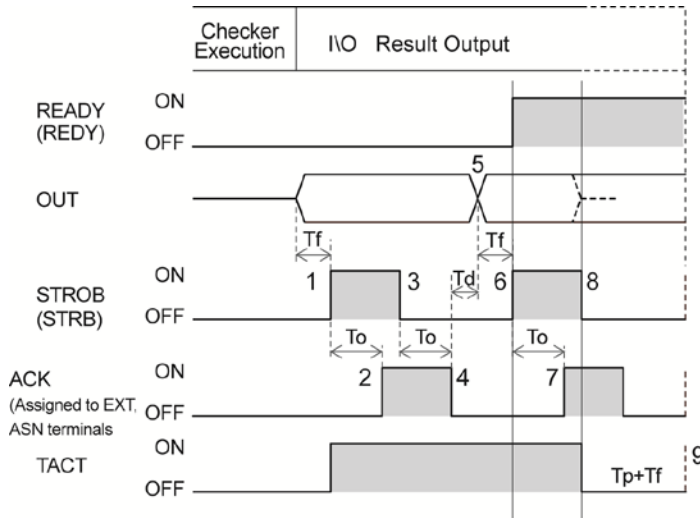 Checker
Execution
I\O Result Output
READY
(REDY)
ON
OFF
OUT
5
Tf
Tf
Td
STROB
(STRB)
ON
OFF
1
3
6
8
To
To
To
ACK
(Assigned to EXT,
ASN terminals
ON
OFF
2
4
7
TACT
ON
OFF
Tp+Tf
9